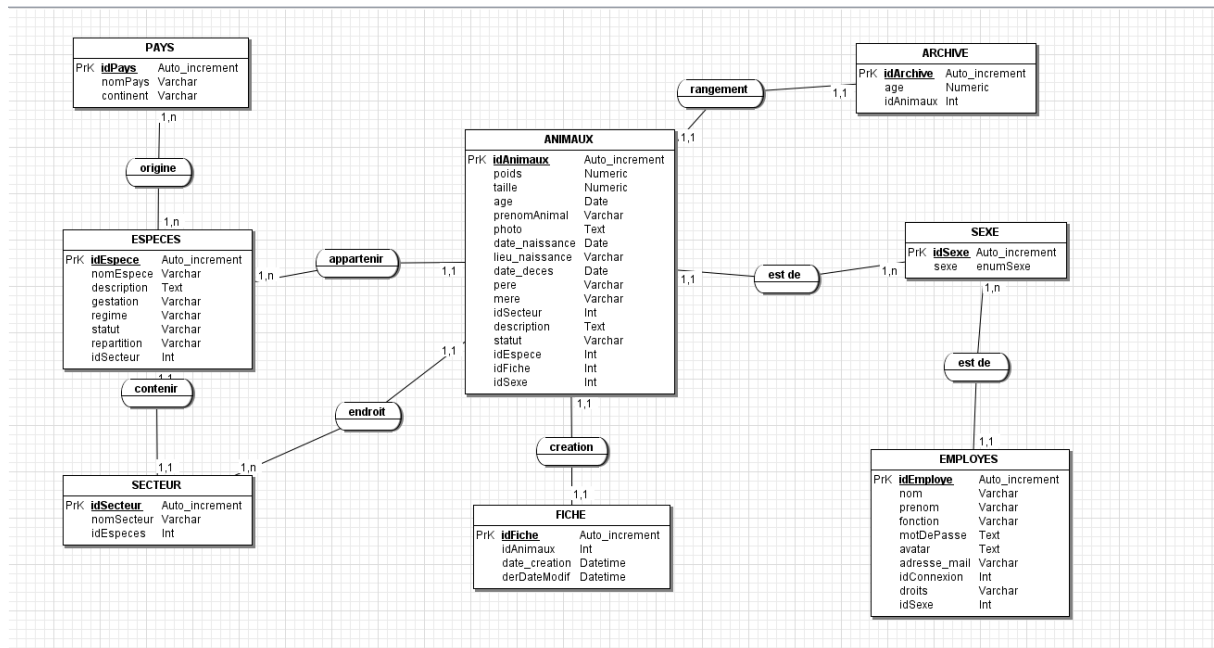 PAYS
PrK idPays Auto_increment
nomPays Varchar
continent Varchar
1,n
origine
1,n
ESPECES
PrK idEspece Auto_increment
nomEspece Varchar
description Text
gestation Varchar
regime Varchar
statut Varchar
repartition Varchar
idSecteur Int
1,1
contenir
1,1
SECTEUR
PrK idSecteur Auto_increment
nomSecteur Varchar
idEspeces Int
1,n
appartenir
1,1
1,1
endroit
1,n
ANIMAUX
PrK idAnimaux Auto_increment
poids Numeric
taille Numeric
age Date
prenomAnimal Varchar
photo Text
date_naissance Date
lieu_naissance Varchar
date_deces Date
pere Varchar
mere Varchar
idSecteur Int
description Text
statut Varchar
idEspece Int
idFiche Int
idSexe Int
1,1
creation
1,1
FICHE
PrK idFiche Auto_increment
idAnimaux Int
date_creation Datetime
derDateModif Datetime
1,1
rangement
1,1
ARCHIVE
PrK idArchive Auto_increment
age Numeric
idAnimaux Int
1,1
est de
1,n
SEXE
PrK idSexe Auto_increment
sexe enumSexe
1,n
est de
1,1
EMPLOYES
PrK idEmploye Auto_increment
nom Varchar
prenom Varchar
fonction Varchar
motDePasse Text
avatar Text
adresse_mail Varchar
idConnexion Int
droits Varchar
idSexe Int